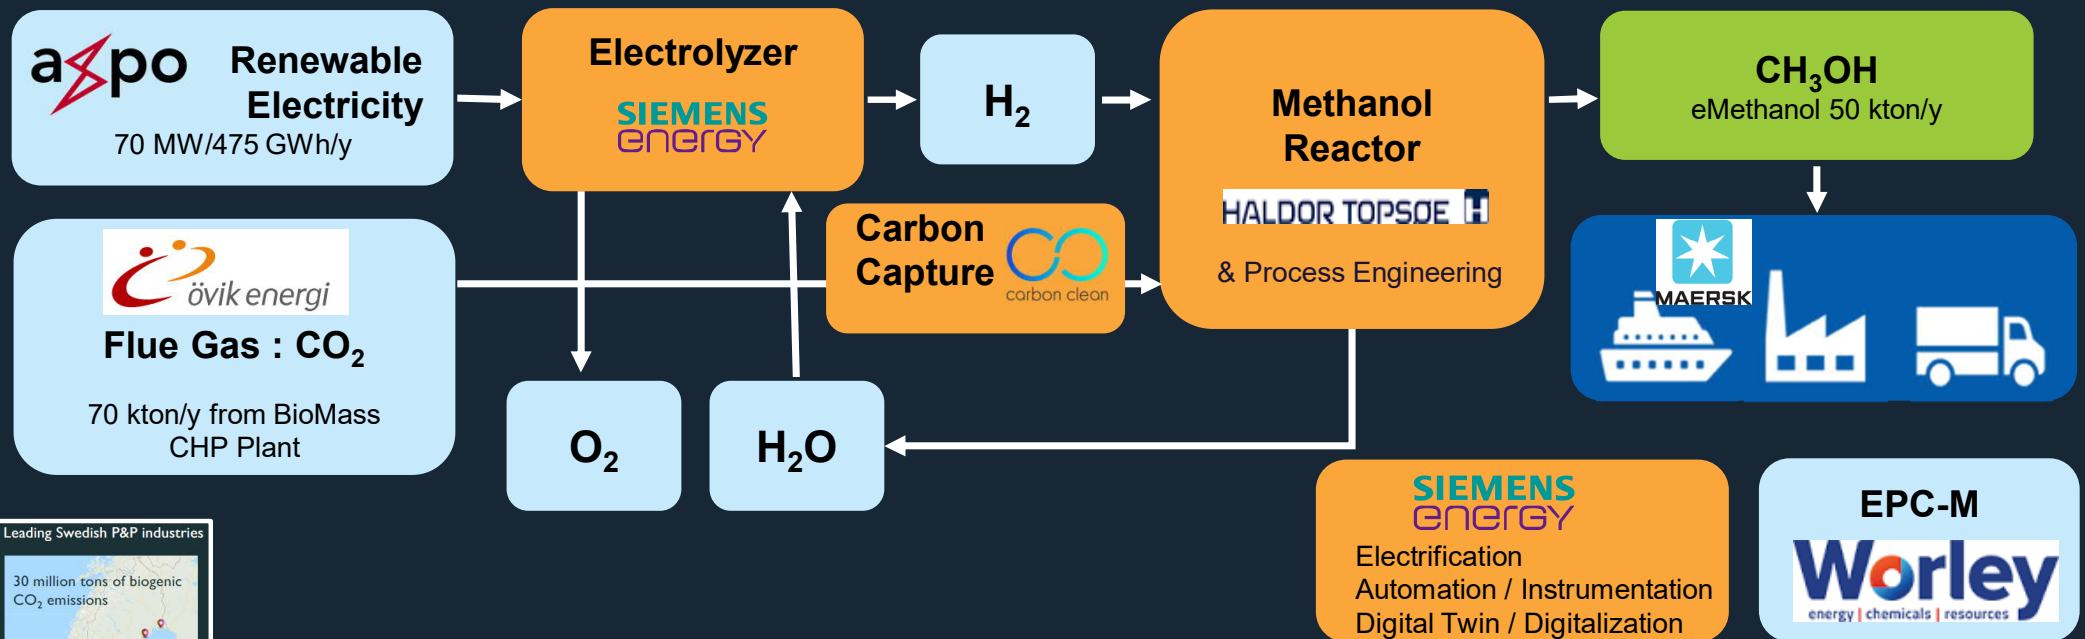 axpo
Renewable
Electricity
70 MW/475 GWh/y
Electrolyzer
SIEMENS
energy
H₂
Methanol
Reactor
HALDOR TOPSØE H
& Process Engineering
CH₃OH
eMethanol 50 kton/y
övik energi
Flue Gas : CO₂
70 kton/y from BioMass
CHP Plant
Carbon
Capture
carbon clean
MAERSK
O₂
H₂O
SIEMENS
energy
Electrification
Automation / Instrumentation
Digital Twin / Digitalization
EPC-M
Worley
energy | chemicals | resources
Leading Swedish P&P industries
30 million tons of biogenic
CO₂ emissions